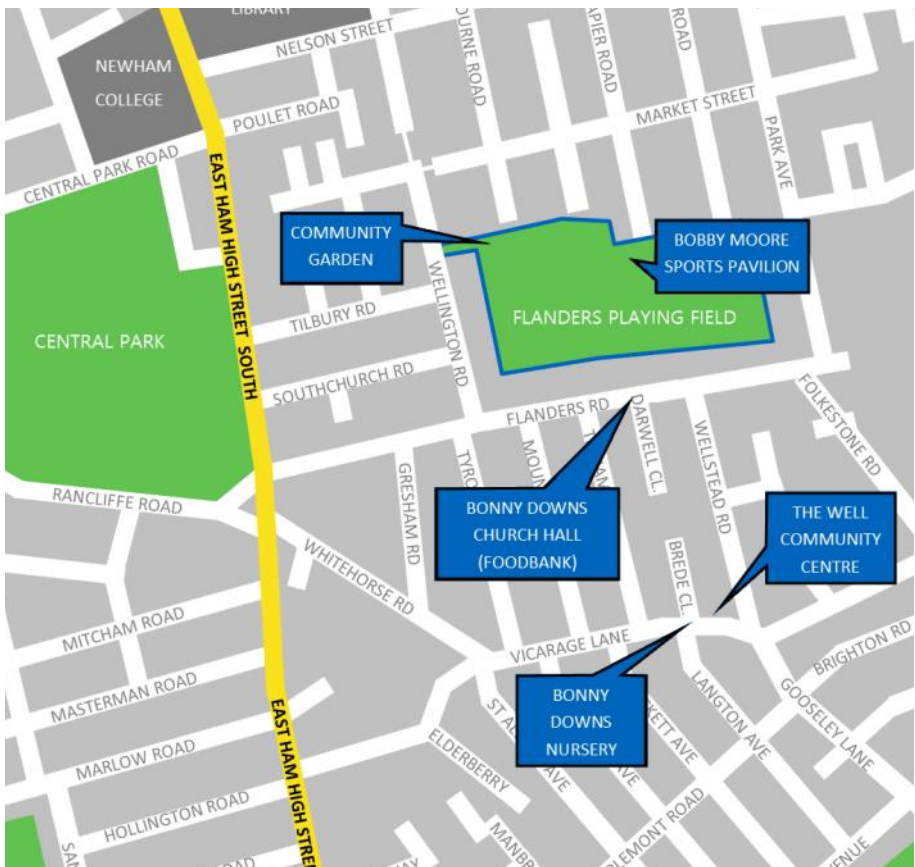 LIBRARY
NELSON STREET
NEWHAM
COLLEGE
POULET ROAD
CENTRAL PARK ROAD
MARKET STREET
ROAD
PARK AVE
EAST HAM HIGH STREET SOUTH
COMMUNITY
GARDEN
BOBBY MOORE
SPORTS PAVILION
WELLINGTON RD
TILBURY RD
FLANDERS PLAYING FIELD
CENTRAL PARK
SOUTHCHURCH RD
FLANDERS RD
DARWELL CL.
FOLKESTONE RD
GRESHAM RD
WELLSTEAD RD
RANCLIFFE ROAD
BONNY DOWNS
CHURCH HALL
(FOODBANK)
THE WELL
COMMUNITY
CENTRE
WHITEHORSE RD
BREDE CL.
MITCHAM ROAD
VICARAGE LANE
BRIGHTON RD
MASTERMAN ROAD
BONNY
DOWNS
NURSERY
LANGTON AVE
GOOSELEY LANE
MARLOW ROAD
EAST HAM HIGH STREE
ELDERBERRY
HOLLINGTON ROAD